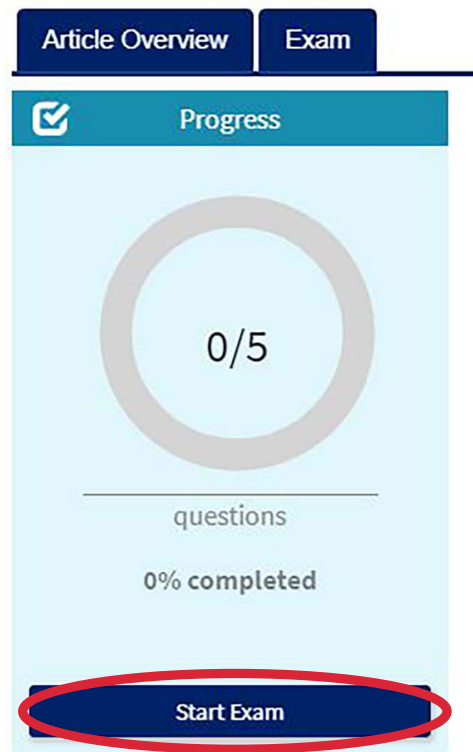 Article Overview Exam
Progress
0/5
questions
0% completed
Start Exam